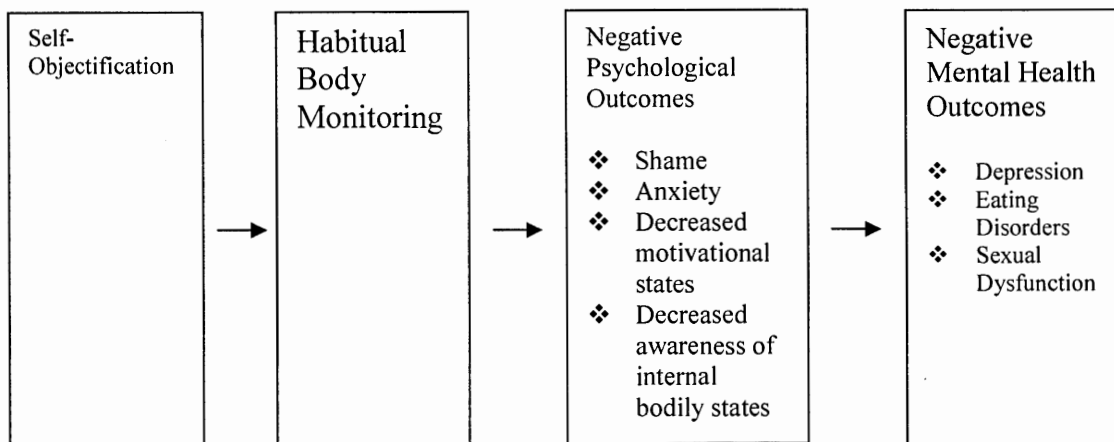 Self-
Objectification
Habitual
Body
Monitoring
Negative
Psychological
Outcomes
❖ Shame
❖ Anxiety
❖ Decreased
motivational
states
❖ Decreased
awareness of
internal
bodily states
Negative
Mental Health
Outcomes
❖ Depression
❖ Eating
Disorders
❖ Sexual
Dysfunction